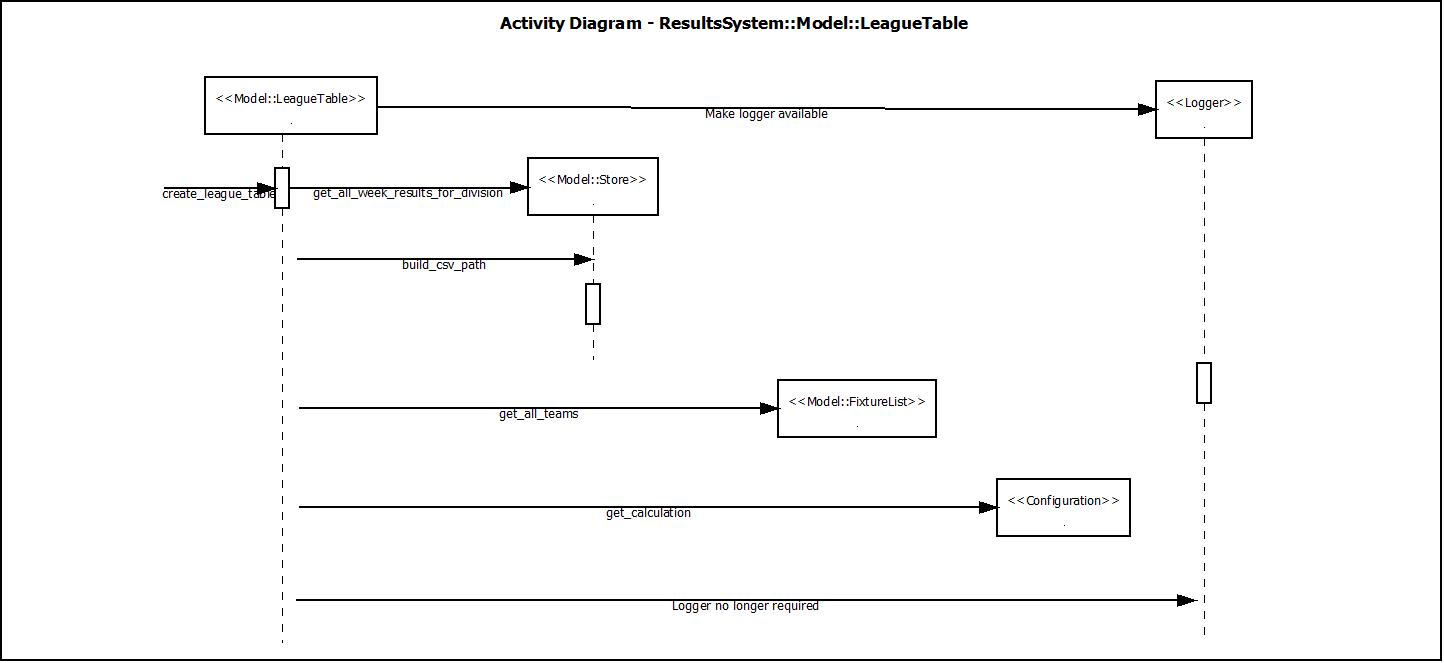 Activity Diagram - ResultsSystem::Model::LeagueTable
<<Model::LeagueTable>>
.
Make logger available
<<Logger>>
.
create_league_table
get_all_week_results_for_division
<<Model::Store>>
.
build_csv_path
get_all_teams
<<Model::FixtureList>>
.
get_calculation
<<Configuration>>
.
Logger no longer required